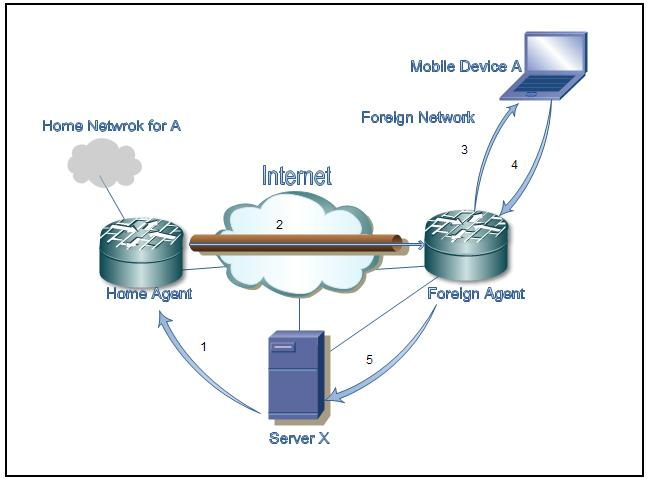 Mobile Device A
Foreign Network
Home Netwrok for A
3
4
Internet
2
Home Agent
Foreign Agent
1
5
Server X